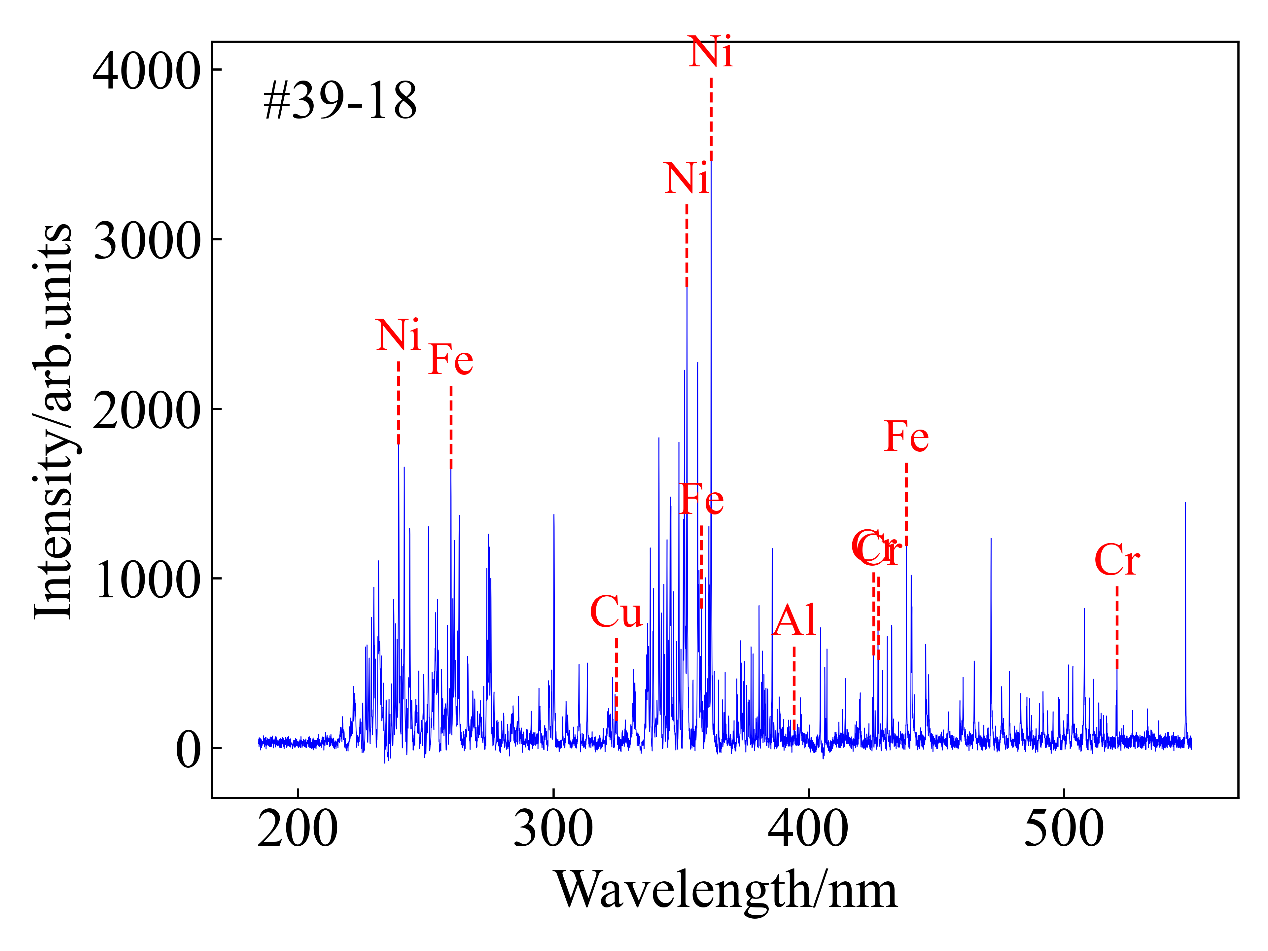 Ni
4000
#39-18
Ni
3000
Ni
Fe
2000
Fe
Fe
Cr
Cr
Cr
1000
Cu
Al
0
200
300
400
500
Wavelength/nm
Intensity/arb.units